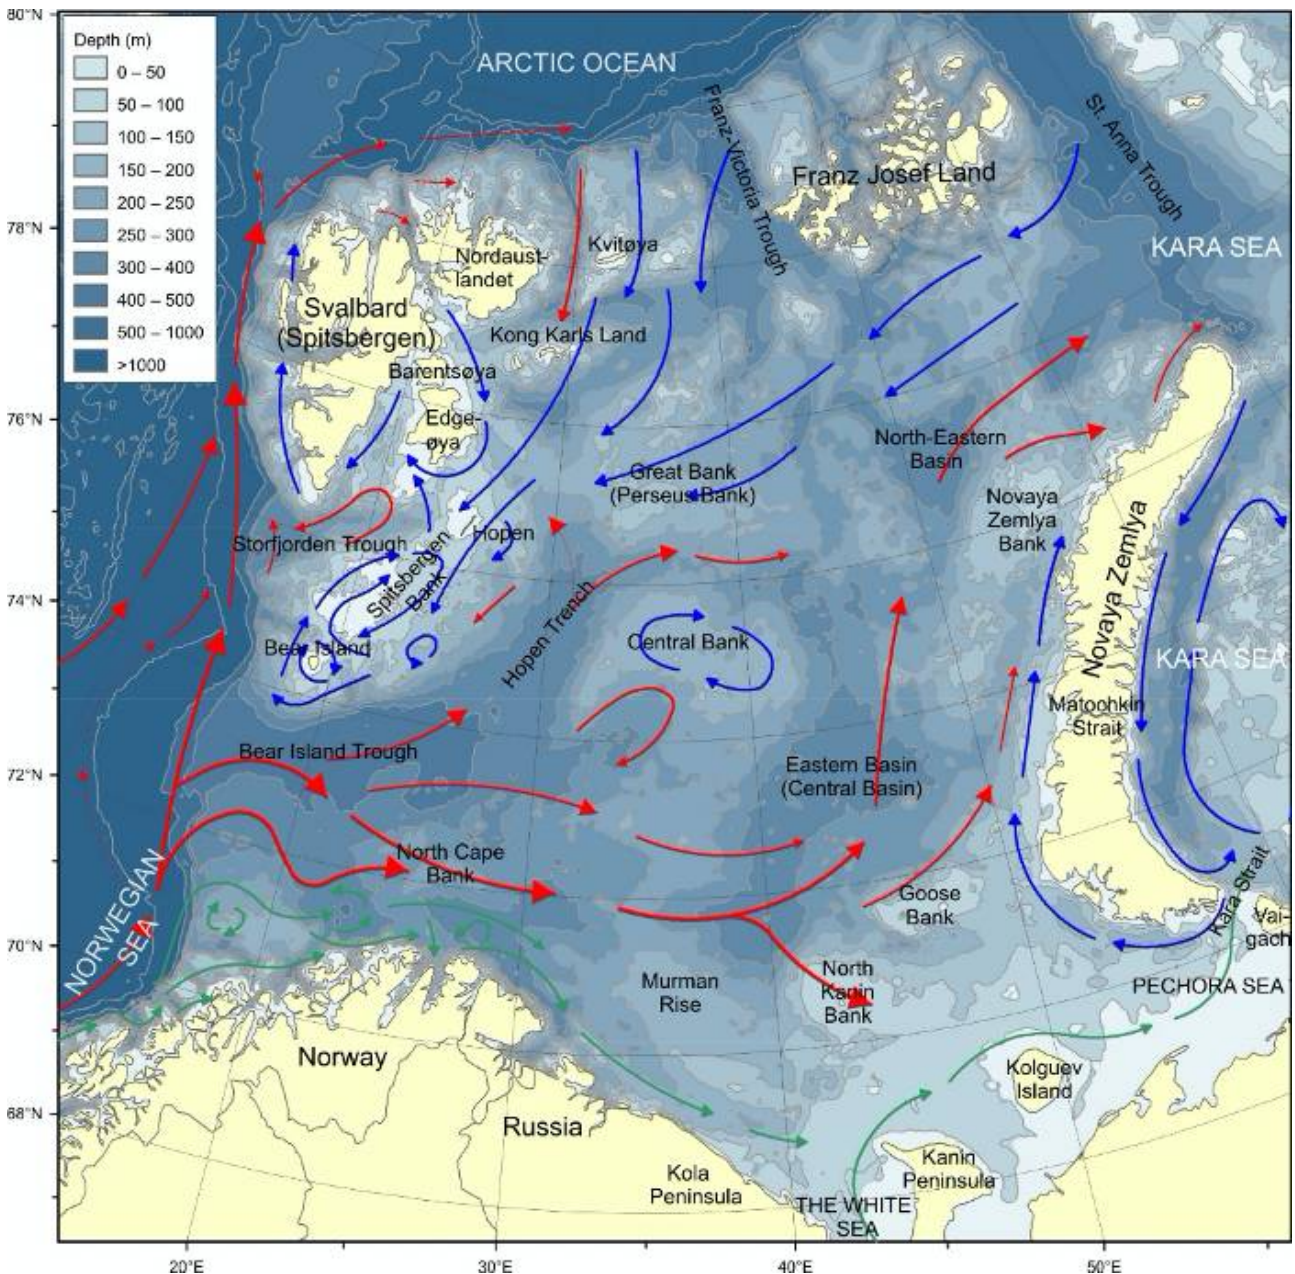 80°N
78°N
76°N
74°N
72°N
70°N
68°N
20°E
30°E
40°E
50°E
Depth (m)
0 – 50
50 – 100
100 – 150
150 – 200
200 – 250
250 – 300
300 – 400
400 – 500
500 – 1000
>1000
ARCTIC OCEAN
Franz-Victoria Trough
Franz Josef Land
St. Anna Trough
KARA SEA
Kvitøya
Nordaust-
landet
Svalbard
(Spitsbergen)
Kong Karls Land
Barentsøya
Edge-
øya
North-Eastern
Basin
Great Bank
(Perseus Bank)
Novaya
Zemlya
Bank
Novaya Zemlya
Storfjorden Trough
Hopen
Spitsbergen
Bank
Hopen Trench
Bear Island
Central Bank
KARA SEA
Matochkin
Strait
Bear Island Trough
Eastern Basin
(Central Basin)
North Cape
Bank
Goose
Bank
Kara Strait
Vai-
gach
NORWEGIAN
SEA
Murman
Rise
North
Kanin
Bank
PECHORA SEA
Norway
Kolguev
Island
Russia
Kola
Peninsula
Kanin
Peninsula
THE WHITE
SEA